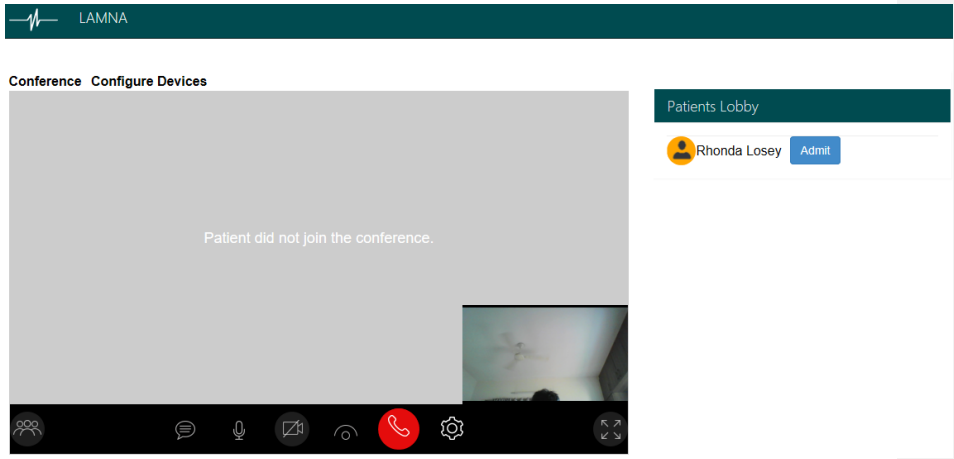 LAMNA
Conference Configure Devices
Patients Lobby
Rhonda Losey Admit
Patient did not join the conference.